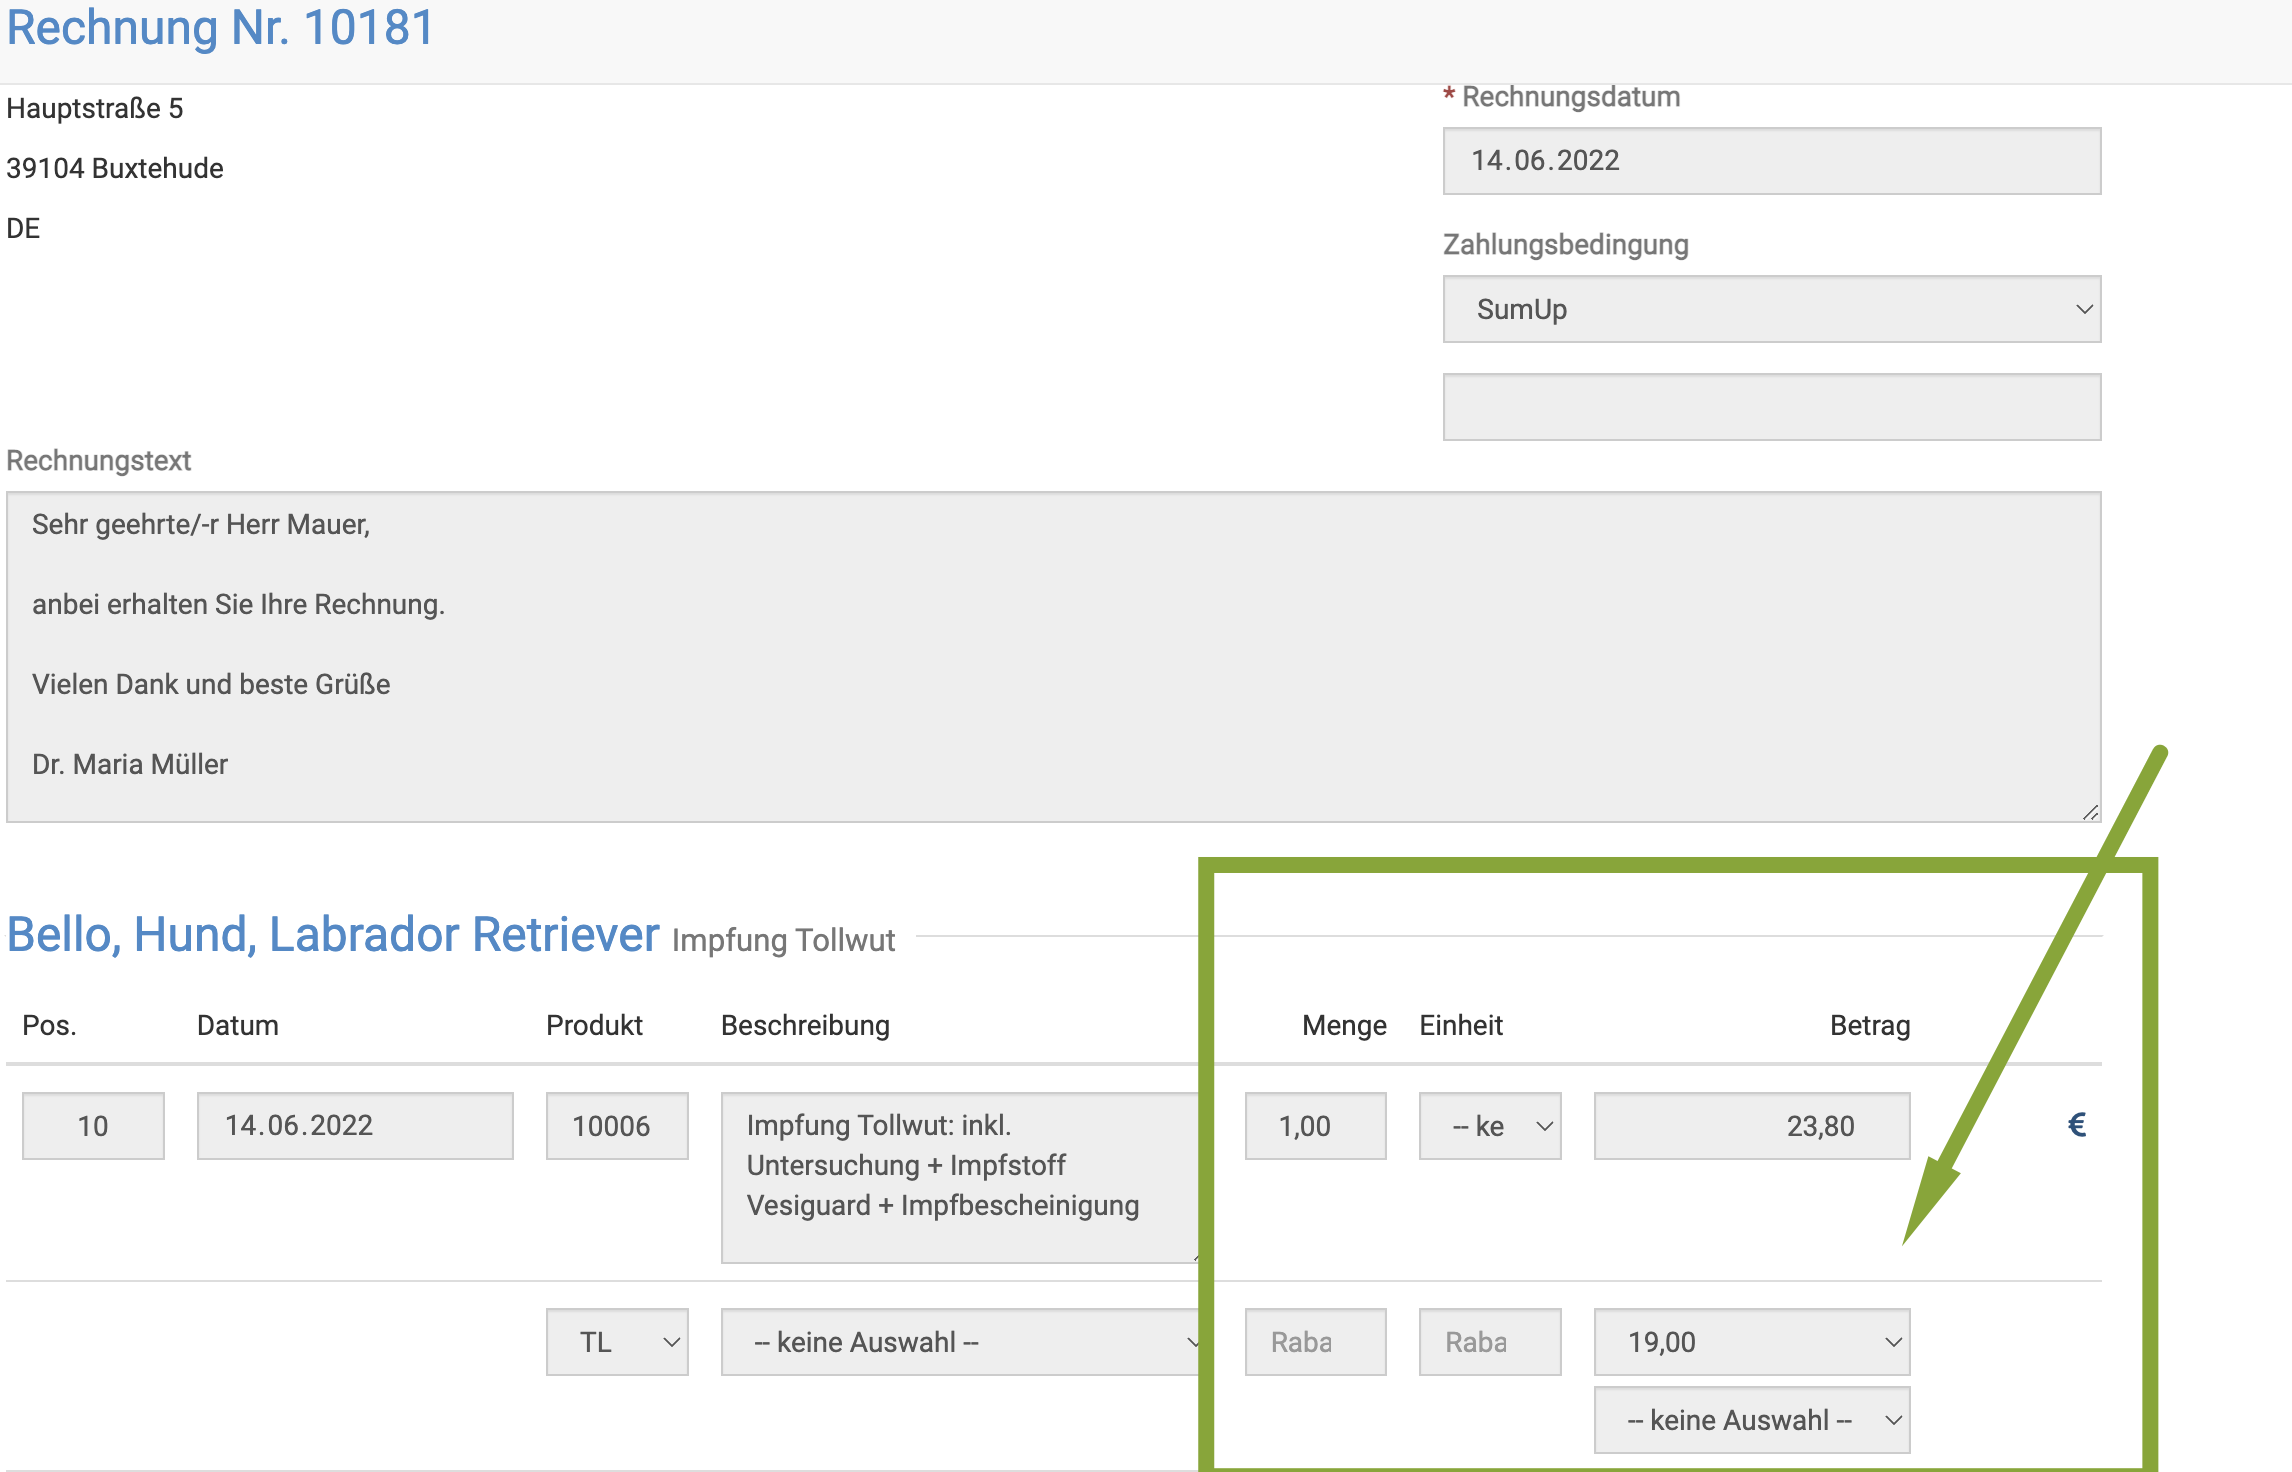 Rechnung Nr. 10181
Hauptstraße 5
39104 Buxtehude
DE
* Rechnungsdatum
14.06.2022
Zahlungsbedingung
SumUp
Rechnungstext
Sehr geehrte/-r Herr Mauer,
anbei erhalten Sie Ihre Rechnung.
Vielen Dank und beste Grüße
Dr. Maria Müller
Bello, Hund, Labrador Retriever Impfung Tollwut
Pos. Datum Produkt Beschreibung Menge Einheit Betrag
10 14.06.2022 10006 Impfung Tollwut: inkl. 1,00 -- ke 23,80 €
Untersuchung + Impfstoff
Vesiguard + Impfbescheinigung
TL -- keine Auswahl -- Raba Raba 19,00
-- keine Auswahl --